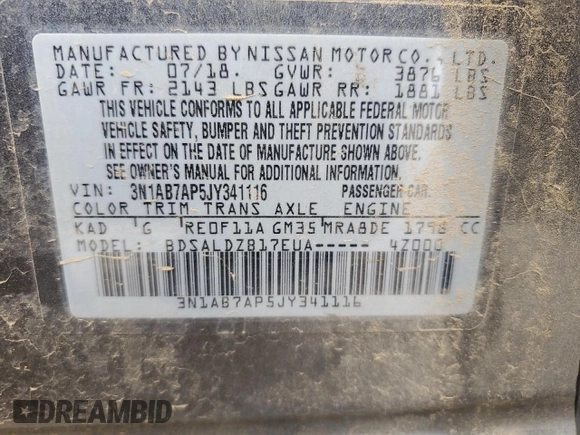 MANUFACTURED BY NISSAN MOTOR CO., LTD.
DATE: 07/18. GVWR: 3876 LBS
GAWR FR: 2143 LBS GAWR RR: 1881 LBS
THIS VEHICLE CONFORMS TO ALL APPLICABLE FEDERAL MOTOR
VEHICLE SAFETY, BUMPER AND THEFT PREVENTION STANDARDS
IN EFFECT ON THE DATE OF MANUFACTURE SHOWN ABOVE.
SEE OWNER'S MANUAL FOR ADDITIONAL INFORMATION.
VIN: 3N1AB7AP5JY341116 PASSENGER CAR
COLOR TRIM TRANS AXLE ENGINE
KAD G RE0F11A GM35 MRA8DE 1798 CC
MODEL: BDSALDZB17EUA----- 4Z000
3N1AB7AP5JY341116
DREAMBID